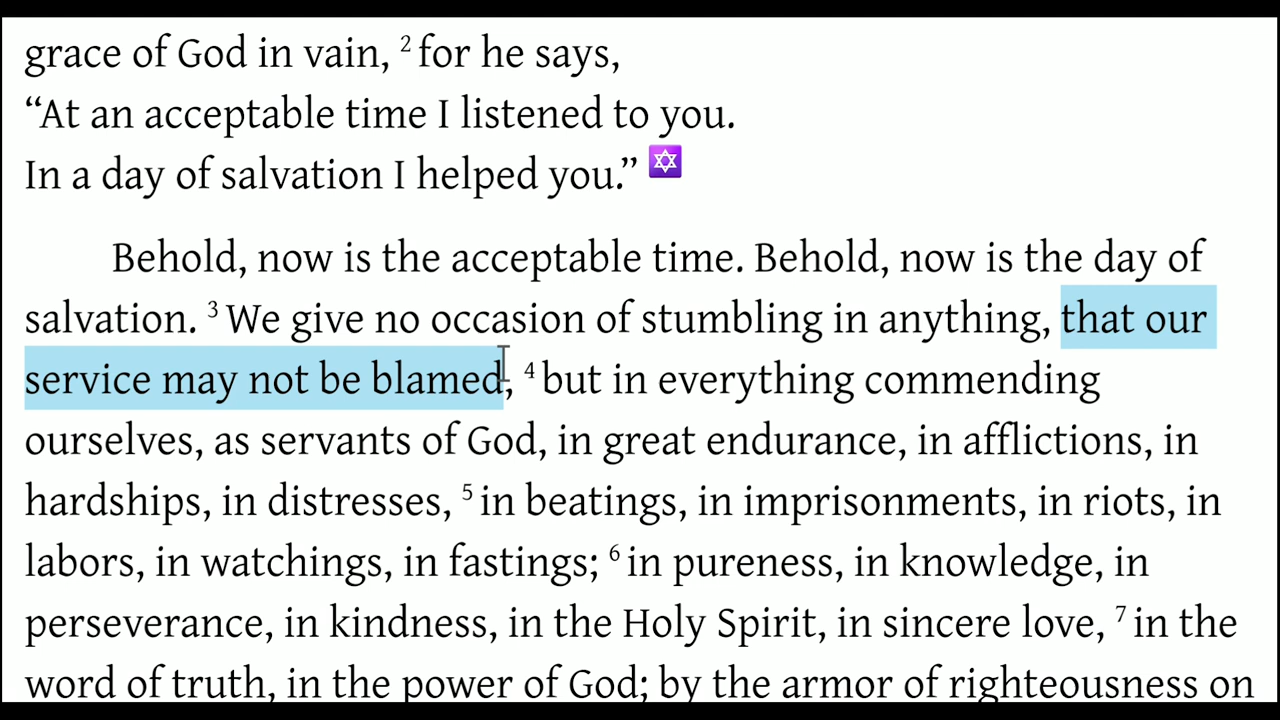 grace of God in vain, 2 for he says,
“At an acceptable time I listened to you.
In a day of salvation I helped you.” ✡
Behold, now is the acceptable time. Behold, now is the day of
salvation. 3 We give no occasion of stumbling in anything, that our
service may not be blamed, 4 but in everything commending
ourselves, as servants of God, in great endurance, in afflictions, in
hardships, in distresses, 5 in beatings, in imprisonments, in riots, in
labors, in watchings, in fastings; 6 in pureness, in knowledge, in
perseverance, in kindness, in the Holy Spirit, in sincere love, 7 in the
word of truth, in the power of God; by the armor of righteousness on